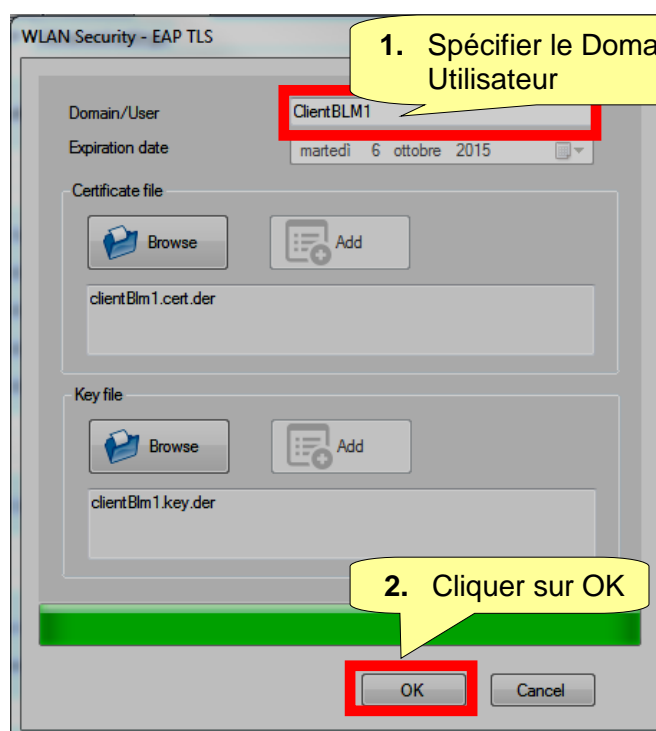 WLAN Security - EAP TLS
1. Spécifier le Doma
Utilisateur
Domain/User
ClientBLM1
Expiration date
martedì 6 ottobre 2015
Certificate file
Browse
Add
clientBlm1.cert.der
Key file
Browse
Add
clientBlm1.key.der
2. Cliquer sur OK
OK
Cancel